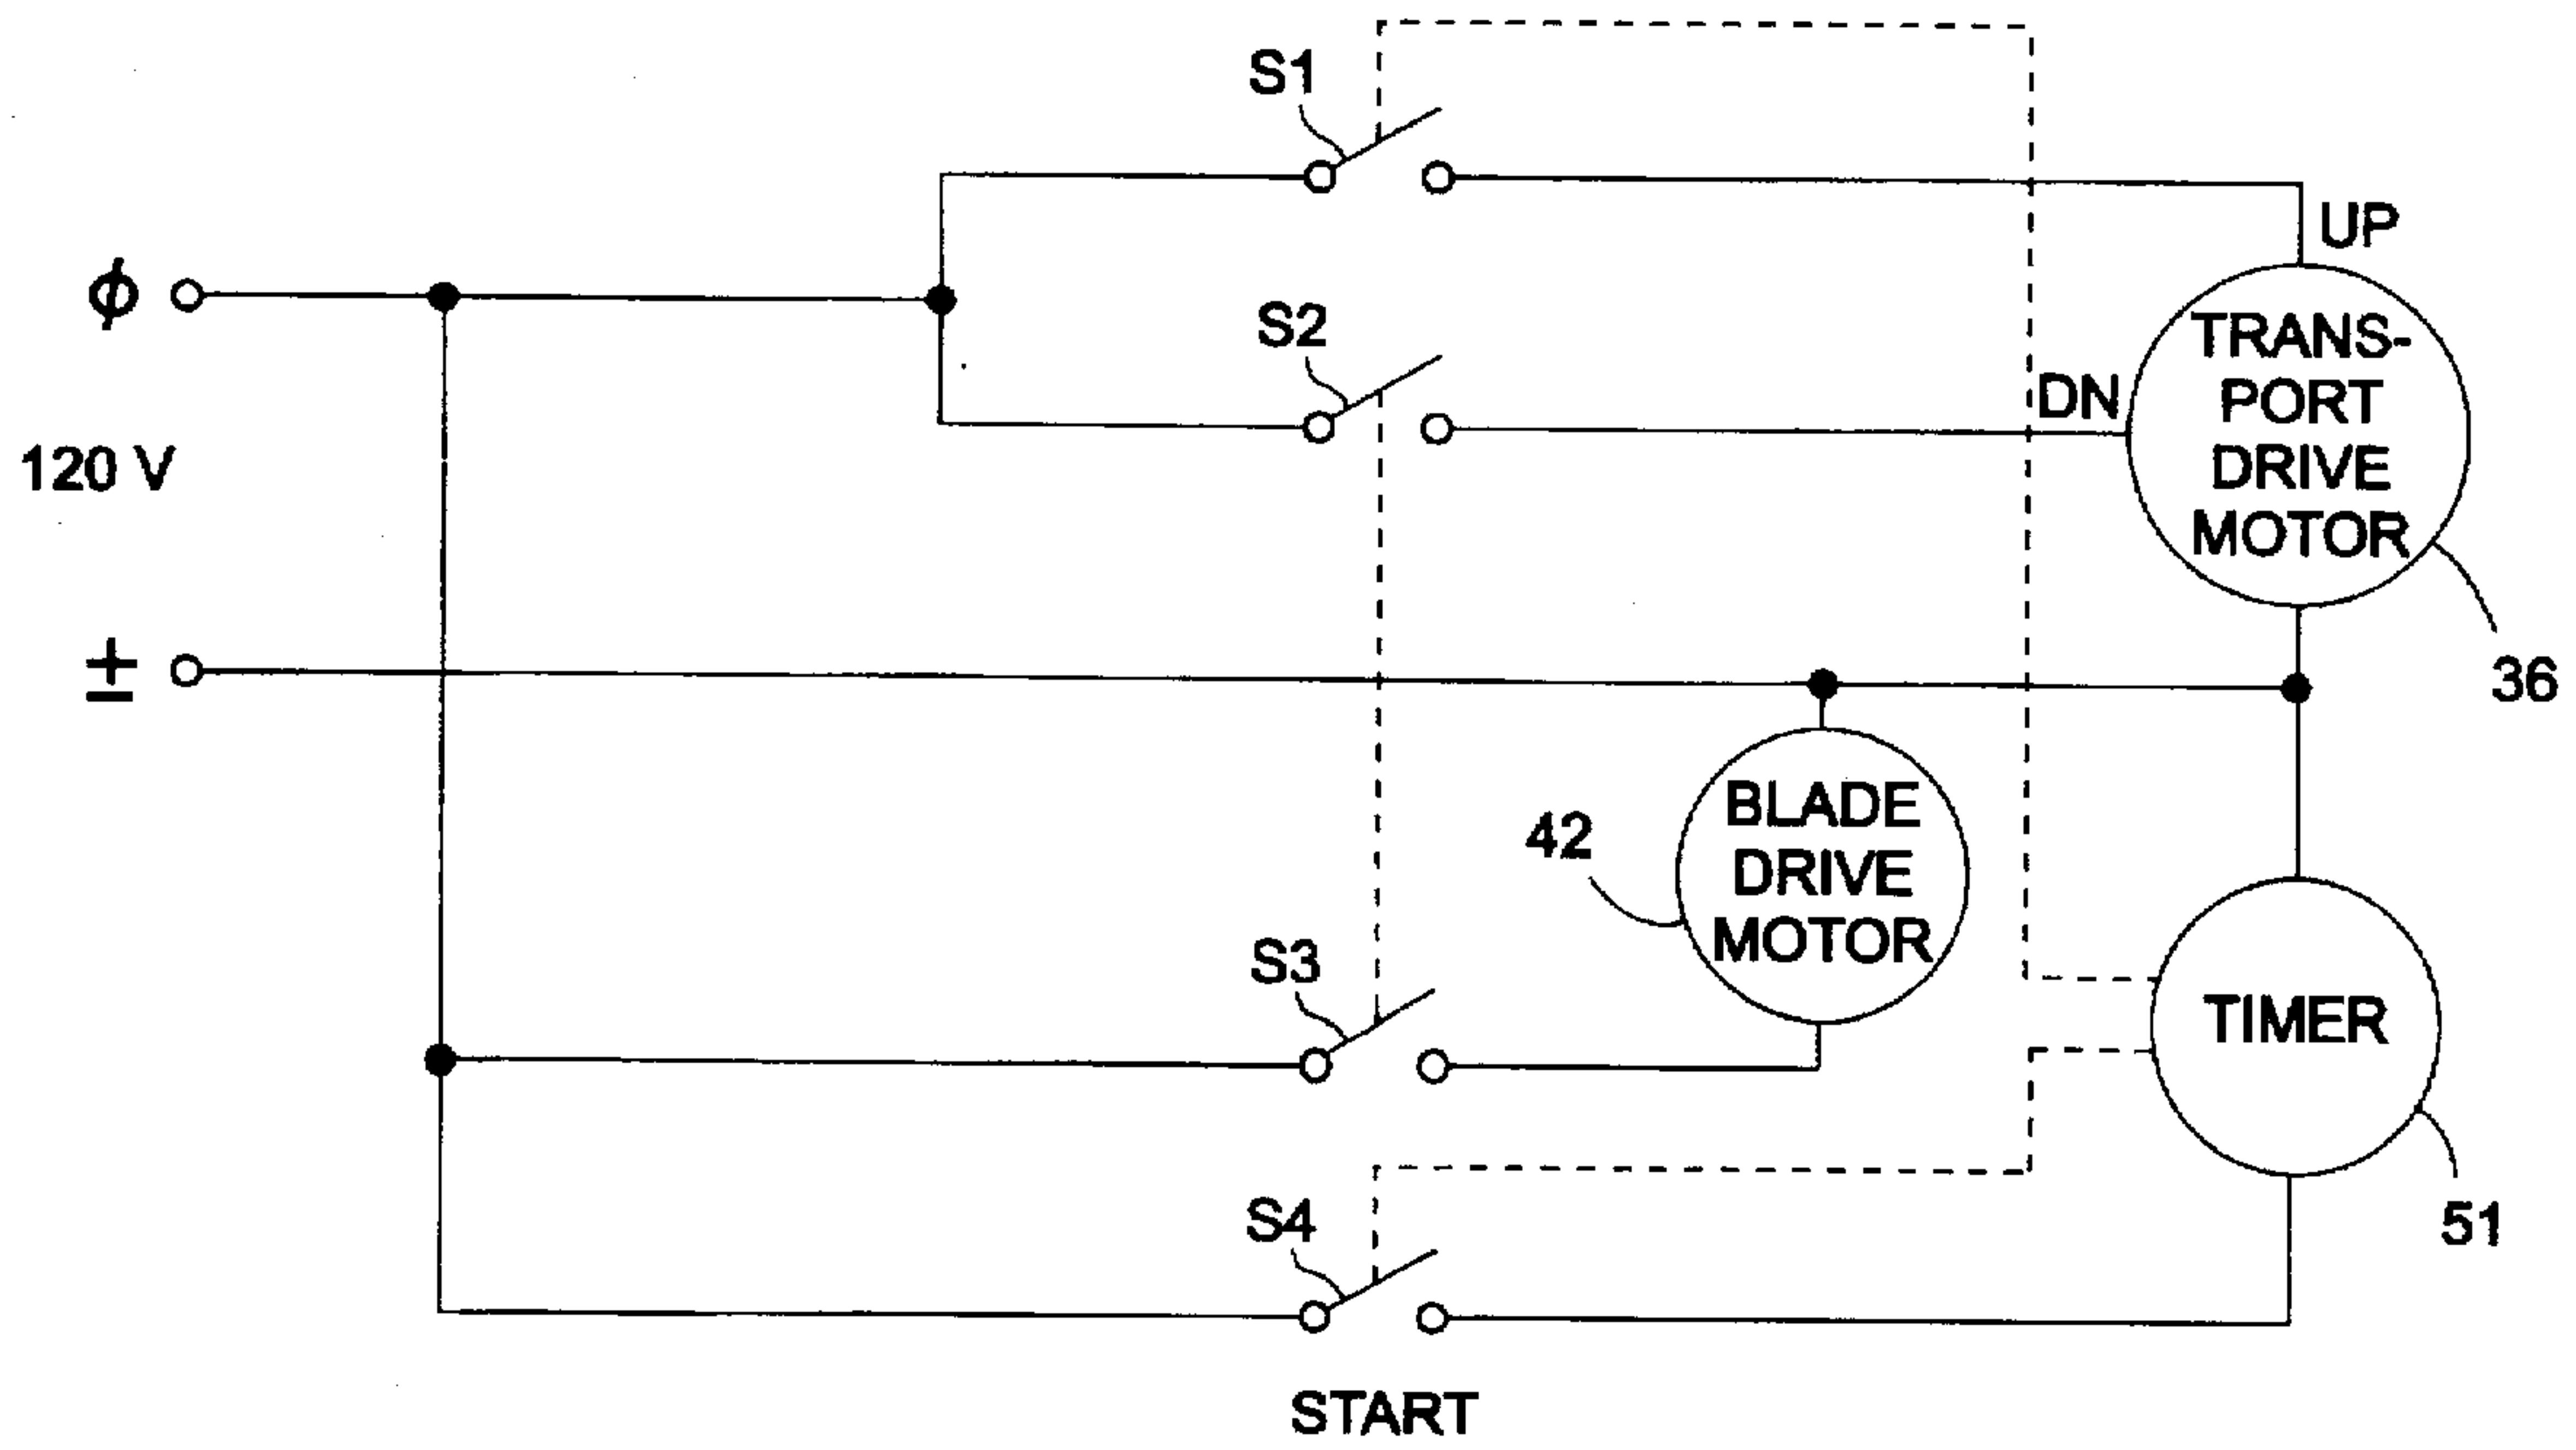 S1
UP
ϕ
S2
TRANS-
PORT
DRIVE
MOTOR
DN
120 V
±
36
BLADE
DRIVE
MOTOR
42
S3
TIMER
S4
51
START